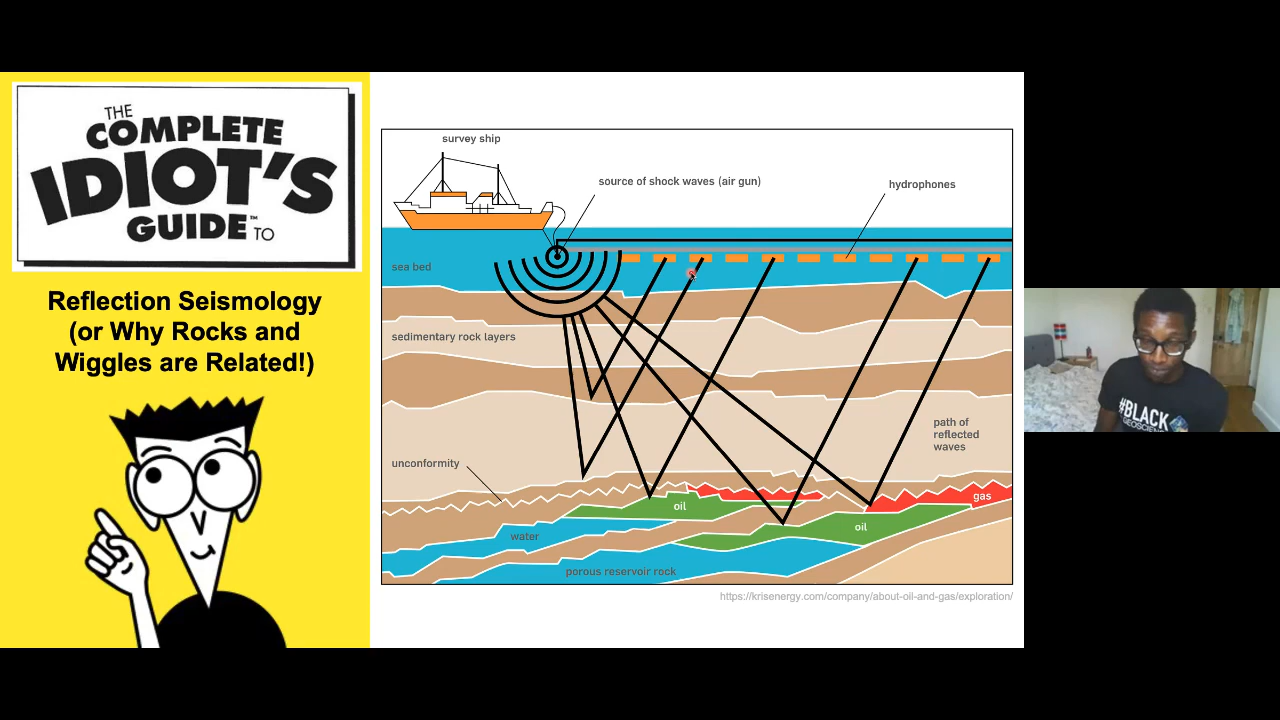 THE
COMPLETE
IDIOT'S
GUIDE™ TO
Reflection Seismology
(or Why Rocks and
Wiggles are Related!)
survey ship
source of shock waves (air gun)
hydrophones
sea bed
sedimentary rock layers
path of
reflected
waves
unconformity
gas
oil
oil
water
porous reservoir rock
https://krisenergy.com/company/about-oil-and-gas/exploration/
#BLACK
GEOSCIENCE